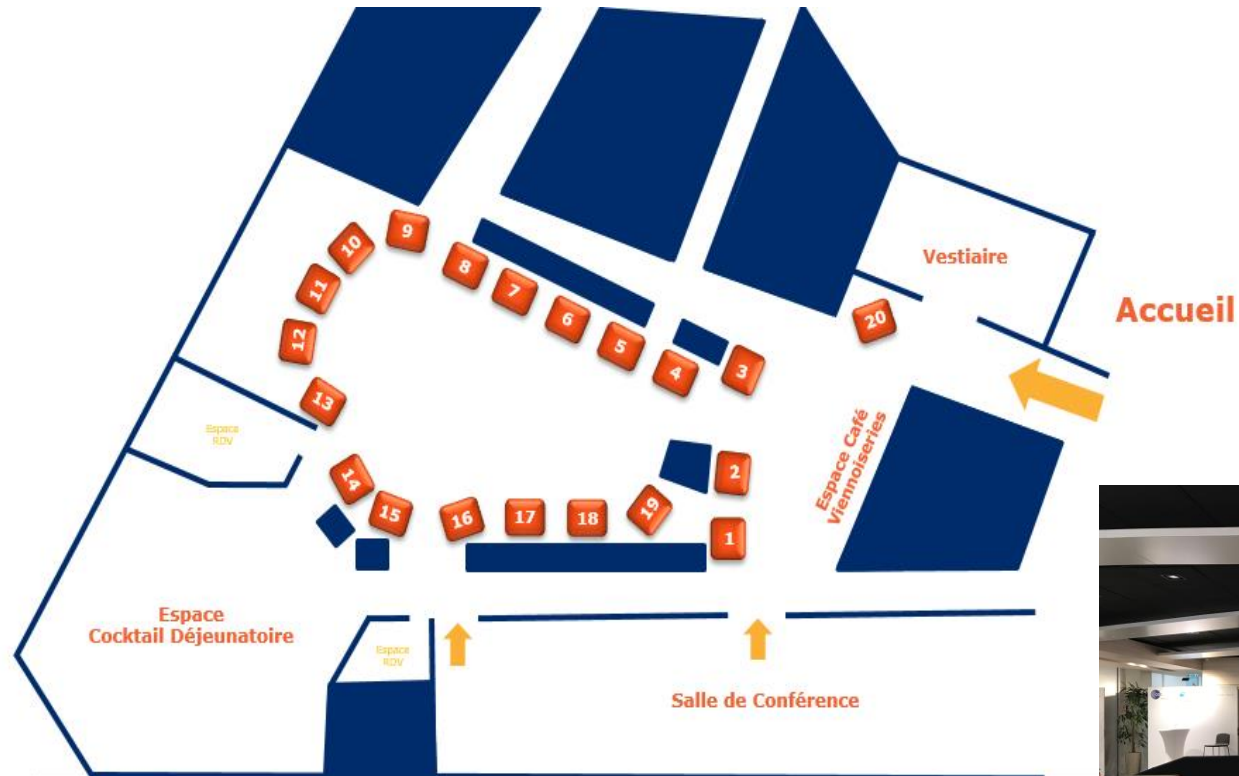 Vestiaire
Accueil
9
10
8
11
7
6
20
12
5
4
3
13
Espace
RDV
Espace Café
Viennoiseries
2
14
15
16
17
18
19
1
Espace
Cocktail Déjeunatoire
Espace
RDV
Salle de Conférence